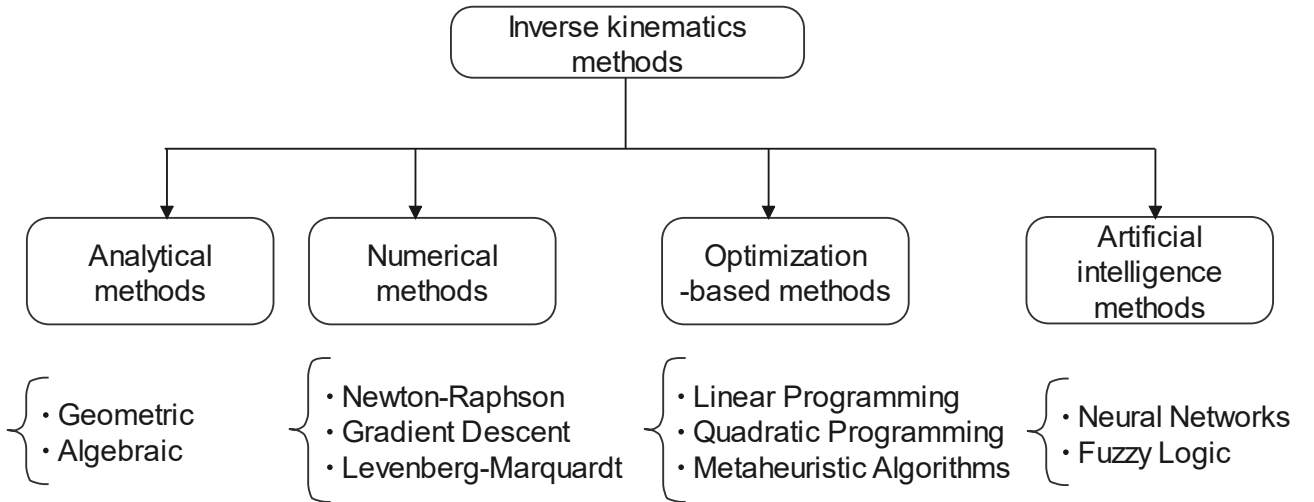 Inverse kinematics
methods
Analytical
methods
Numerical
methods
Optimization
-based methods
Artificial
intelligence
methods
· Geometric
· Algebraic
· Newton-Raphson
· Gradient Descent
· Levenberg-Marquardt
· Linear Programming
· Quadratic Programming
· Metaheuristic Algorithms
· Neural Networks
· Fuzzy Logic